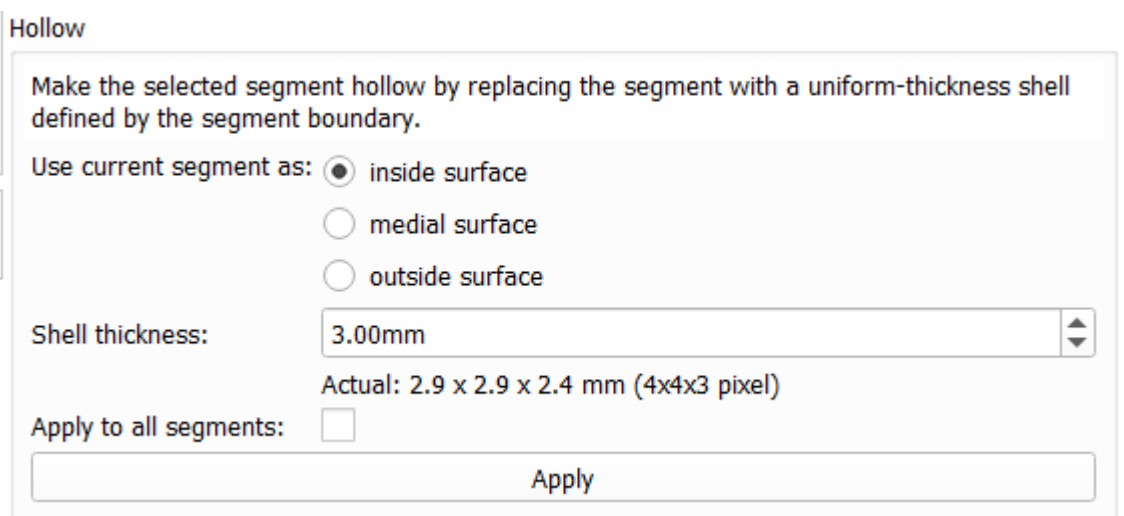 Hollow
Make the selected segment hollow by replacing the segment with a uniform-thickness shell
defined by the segment boundary.
Use current segment as: inside surface
medial surface
outside surface
Shell thickness: 3.00mm
Actual: 2.9 x 2.9 x 2.4 mm (4x4x3 pixel)
Apply to all segments:
Apply